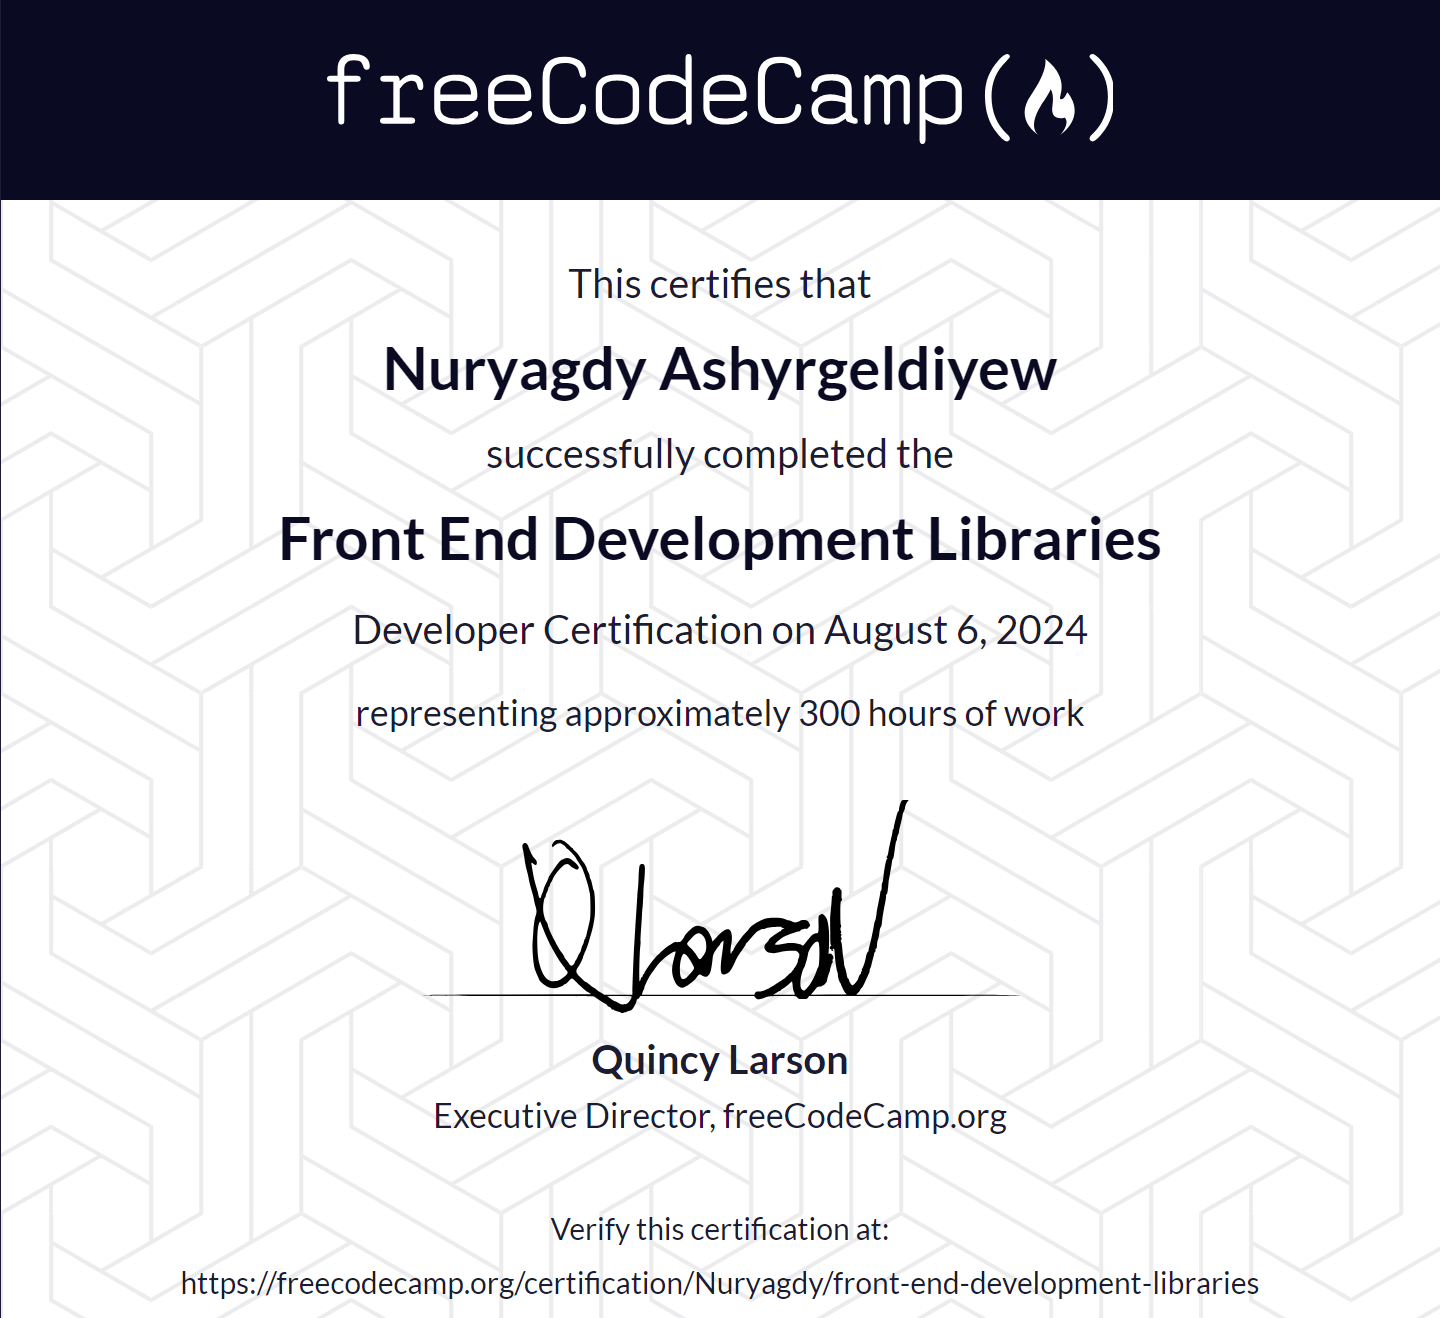 freeCodeCamp
This certifies that
Nuryagdy Ashyrgeldiyew
successfully completed the
Front End Development Libraries
Developer Certification on August 6, 2024
representing approximately 300 hours of work
Q Larson
Quincy Larson
Executive Director, freeCodeCamp.org
Verify this certification at:
https://freecodecamp.org/certification/Nuryagdy/front-end-development-libraries